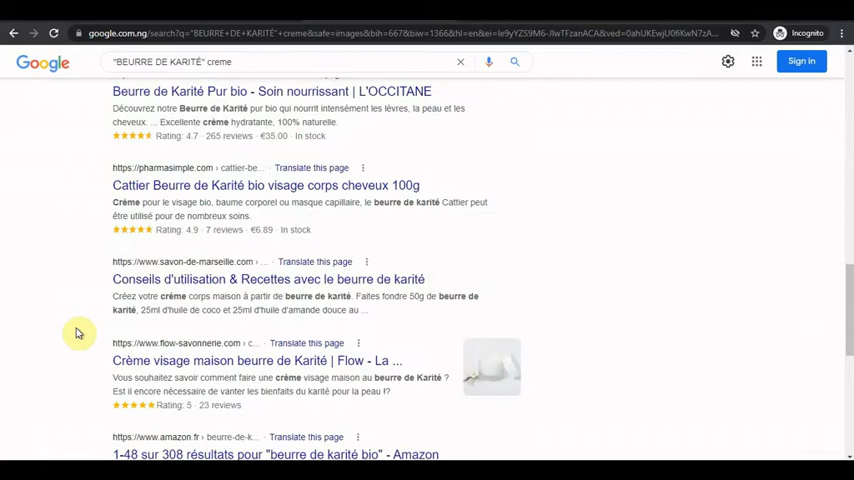 google.com.ng/search?q="BEURRE+DE+KARITÉ"+creme&safe=images&bih=667&biw=1366&hl=en&ei=
Incognito
Google
"BEURRE DE KARITÉ" creme
Sign in
Beurre de Karité Pur bio - Soin nourrissant | L'OCCITANE
Découvrez notre Beurre de Karité pur bio qui nourrit intensément les lèvres, la peau et les
cheveux. ... Excellente crème hydratante, 100% naturelle.
Rating: 4.7 · 265 reviews · €35.00 · In stock
https://pharmasimple.com › cattier-be... · Translate this page
Cattier Beurre de Karité bio visage corps cheveux 100g
Crème pour le visage bio, baume corporel ou masque capillaire, le beurre de karité Cattier peut
être utilisé pour de nombreux soins.
Rating: 4.9 · 7 reviews · €6.89 · In stock
https://www.savon-de-marseille.com › ... · Translate this page
Conseils d'utilisation & Recettes avec le beurre de karité
Créez votre crème corps maison à partir de beurre de karité. Faites fondre 50g de beurre de
karité, 25ml d'huile de coco et 25ml d'huile d'amande douce au ...
https://www.flow-savonnerie.com › c... · Translate this page
Crème visage maison beurre de Karité | Flow - La ...
Vous souhaitez savoir comment faire une crème visage maison au beurre de Karité ?
Est il encore nécessaire de vanter les bienfaits du karité pour la peau !?
Rating: 5 · 23 reviews
https://www.amazon.fr › beurre-de-k... · Translate this page
1-48 sur 308 résultats pour "beurre de karité bio" - Amazon